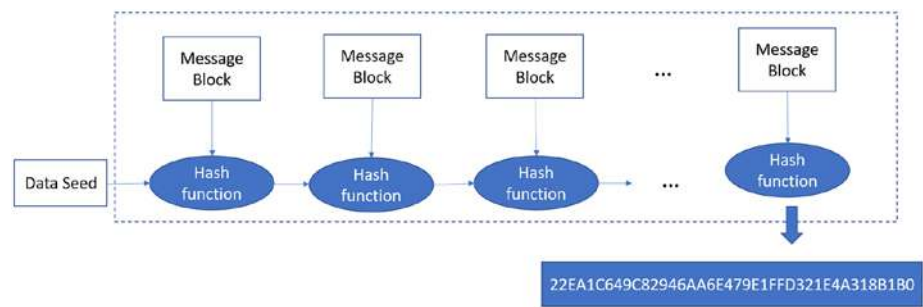 Message
Block
Message
Block
Message
Block
...
Message
Block
Data Seed
Hash
function
Hash
function
Hash
function
...
Hash
function
22EA1C649C82946AA6E479E1FFD321E4A318B1B0